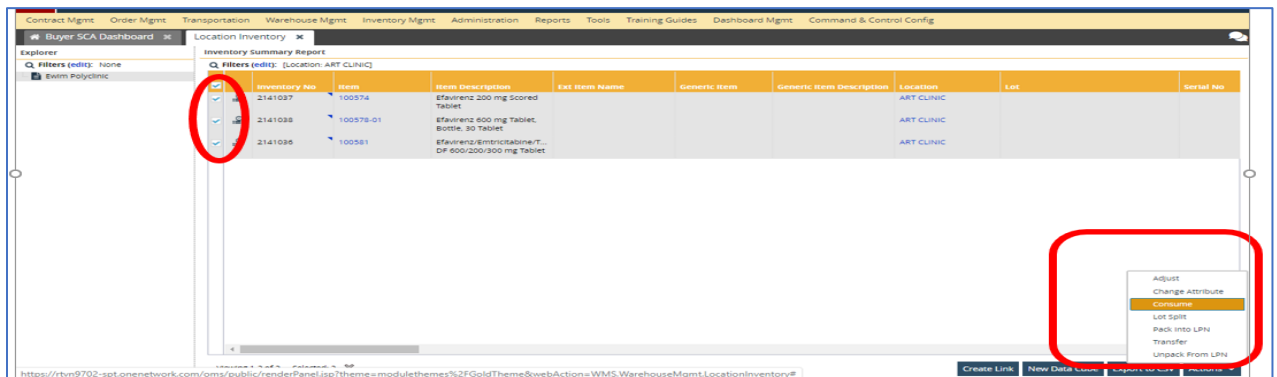 Contract Mgmt Order Mgmt Transportation Warehouse Mgmt Inventory Mgmt Administration Reports Tools Training Guides Dashboard Mgmt Command & Control Config
Buyer SCA Dashboard × Location Inventory ×
Explorer Inventory Summary Report
Filters (edit): None Filters (edit): [Location: ART CLINIC]
Ewim Polyclinic
Inventory No Item Item Description Ext Item Name Generic Item Generic Item Description Location Lot Serial No
2141037 100574 Efavirenz 200 mg Scored ART CLINIC
Tablet
2141038 100578-01 Efavirenz 600 mg Tablet, ART CLINIC
Bottle, 30 Tablet
2141036 100581 Efavirenz/Emtricitabine/T... ART CLINIC
DF 600/200/300 mg Tablet
Adjust
Change Attribute
Consume
Lot Split
Pack Into LPN
Transfer
Unpack From LPN
Create Link New Data Cube Export to CSV Actions
https://rtvn9702-spt.onenetwork.com/oms/public/renderPanel.jsp?theme=modulethemes%2FGoldTheme&webAction=WMS.WarehouseMgmt.LocationInventory#